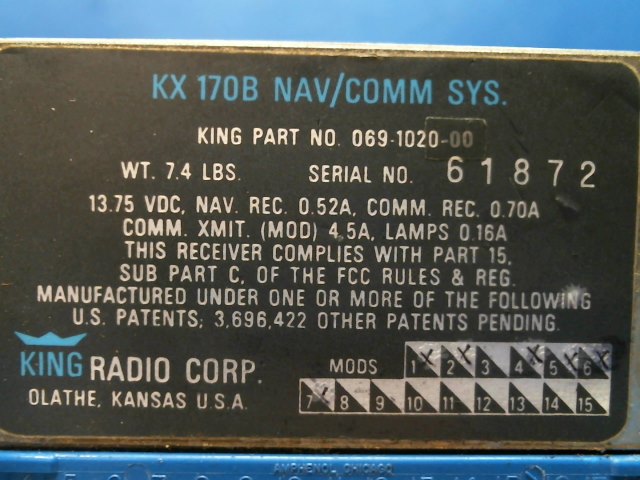 KX 170B NAV/COMM SYS.
KING PART NO. 069-1020-00
WT. 7.4 LBS. SERIAL NO. 61872
13.75 VDC, NAV. REC. 0.52A, COMM. REC. 0.70A
COMM. XMIT. (MOD) 4.5A, LAMPS 0.16A
THIS RECEIVER COMPLIES WITH PART 15,
SUB PART C, OF THE FCC RULES & REG.
MANUFACTURED UNDER ONE OR MORE OF THE FOLLOWING
U.S. PATENTS; 3,696,422 OTHER PATENTS PENDING.
KING RADIO CORP.
OLATHE, KANSAS U.S.A.
MODS 1 2 3 4 5 6
7 8 9 10 11 12 13 14 15
AMPHENOL CHICAGO